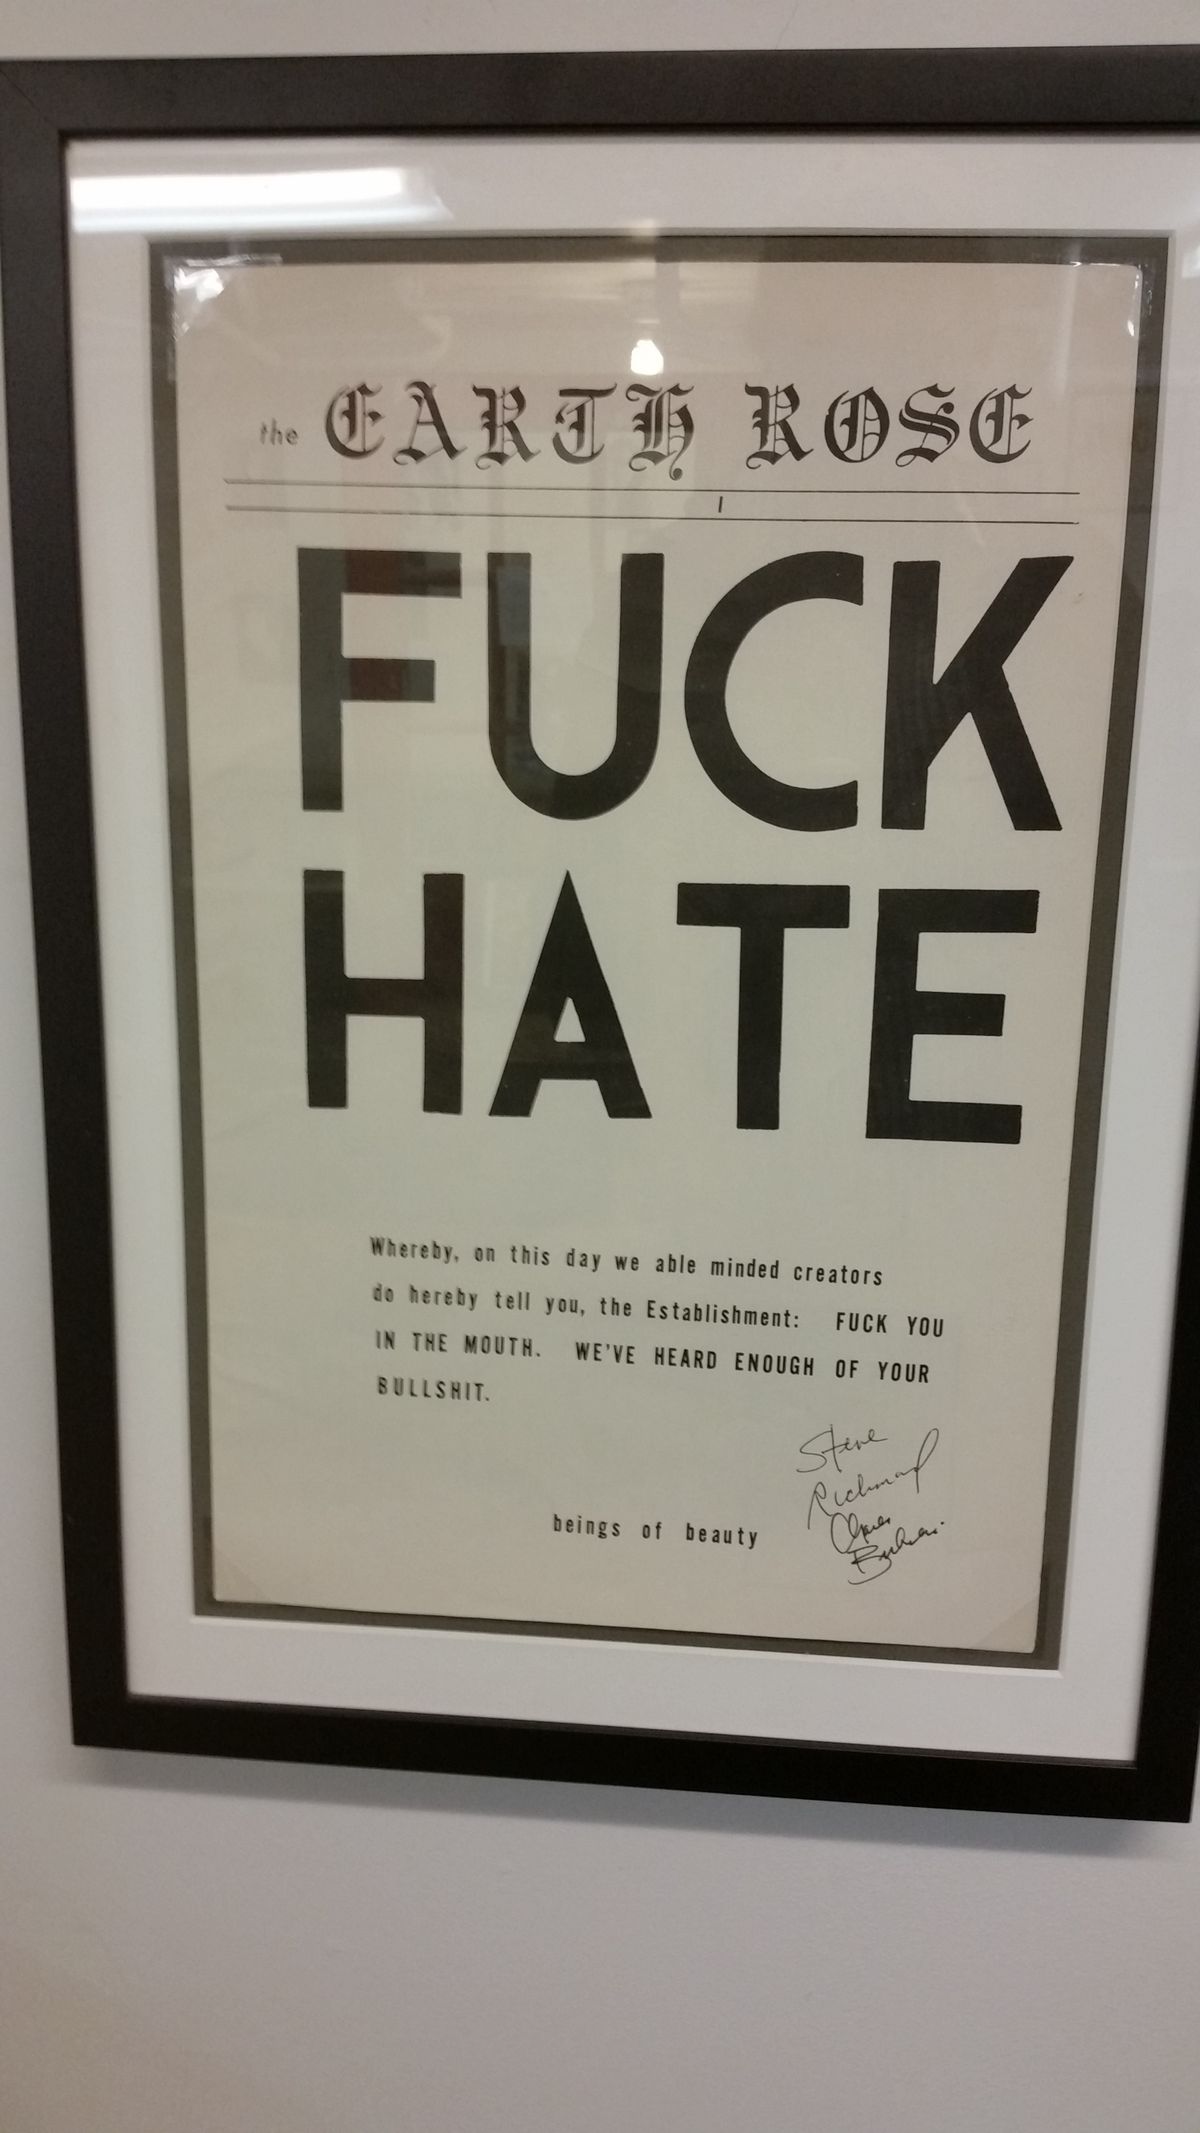 the EARTH ROSE
I
FUCK
HATE
Whereby, on this day we able minded creators
do hereby tell you, the Establishment: FUCK YOU
IN THE MOUTH. WE'VE HEARD ENOUGH OF YOUR
BULLSHIT.
Steve
Richmond
beings of beauty